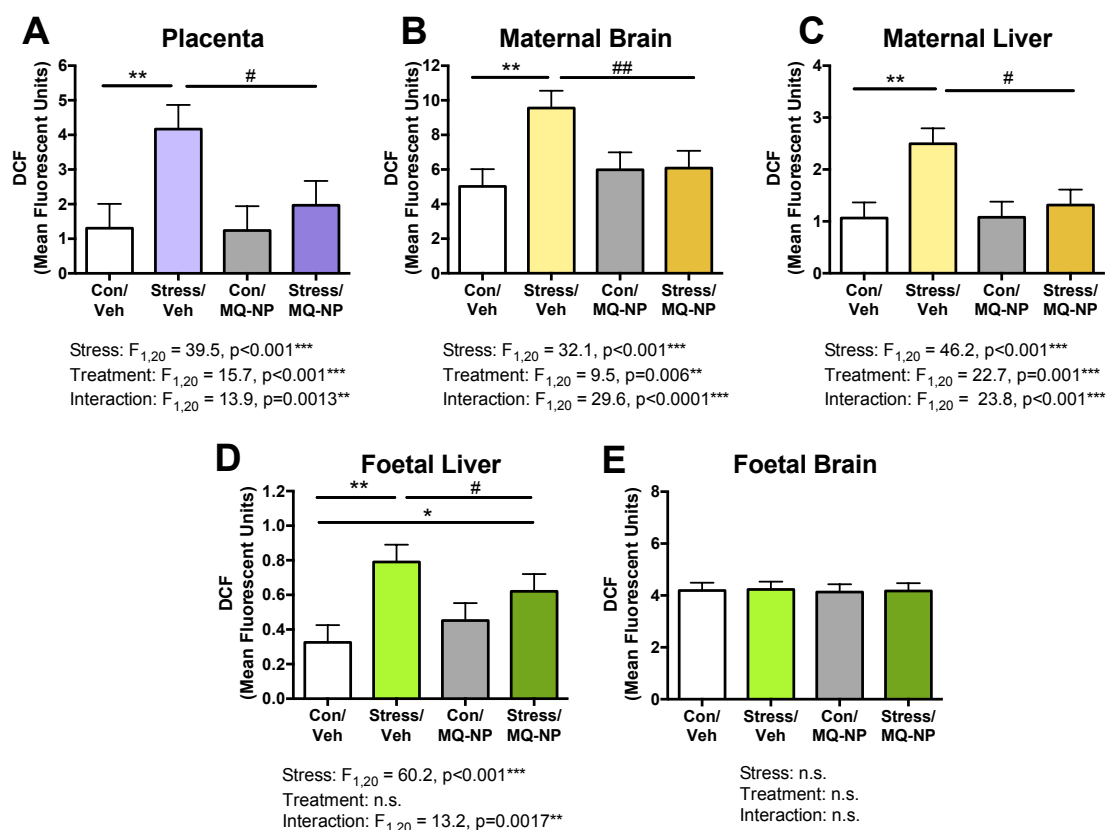 A
Placenta
DCF
(Mean Fluorescent Units)
6
5
4
3
2
1
0
**
#
Con/
Veh
Stress/
Veh
Con/
MQ-NP
Stress/
MQ-NP
Stress: F1,20 = 39.5, p<0.001***
Treatment: F1,20 = 15.7, p<0.001***
Interaction: F1,20 = 13.9, p=0.0013**
B
Maternal Brain
DCF
(Mean Fluorescent Units)
12
10
8
6
4
2
0
**
##
Con/
Veh
Stress/
Veh
Con/
MQ-NP
Stress/
MQ-NP
Stress: F1,20 = 32.1, p<0.001***
Treatment: F1,20 = 9.5, p=0.006**
Interaction: F1,20 = 29.6, p<0.0001***
C
Maternal Liver
DCF
(Mean Fluorescent Units)
4
3
2
1
0
**
#
Con/
Veh
Stress/
Veh
Con/
MQ-NP
Stress/
MQ-NP
Stress: F1,20 = 46.2, p<0.001***
Treatment: F1,20 = 22.7, p=0.001***
Interaction: F1,20 = 23.8, p<0.001***
D
Foetal Liver
DCF
(Mean Fluorescent Units)
1.2
1.0
0.8
0.6
0.4
0.2
0.0
**
#
*
Con/
Veh
Stress/
Veh
Con/
MQ-NP
Stress/
MQ-NP
Stress: F1,20 = 60.2, p<0.001***
Treatment: n.s.
Interaction: F1,20 = 13.2, p=0.0017**
E
Foetal Brain
DCF
(Mean Fluorescent Units)
8
6
4
2
0
Con/
Veh
Stress/
Veh
Con/
MQ-NP
Stress/
MQ-NP
Stress: n.s.
Treatment: n.s.
Interaction: n.s.